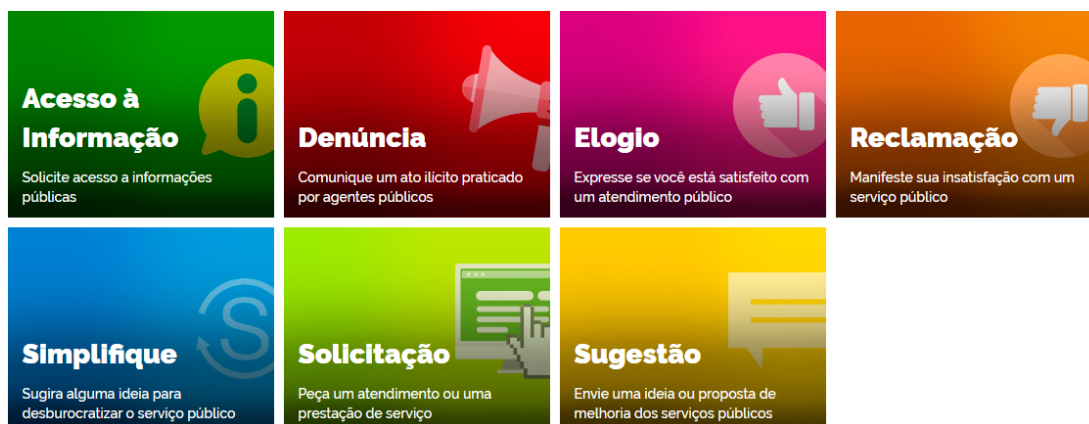 Acesso à
Informação
Solicite acesso a informações
públicas
Denúncia
Comunique um ato ilícito praticado
por agentes públicos
Elogio
Expresse se você está satisfeito com
um atendimento público
Reclamação
Manifeste sua insatisfação com um
serviço público
Simplifique
Sugira alguma ideia para
desburocratizar o serviço público
Solicitação
Peça um atendimento ou uma
prestação de serviço
Sugestão
Envie uma ideia ou proposta de
melhoria dos serviços públicos